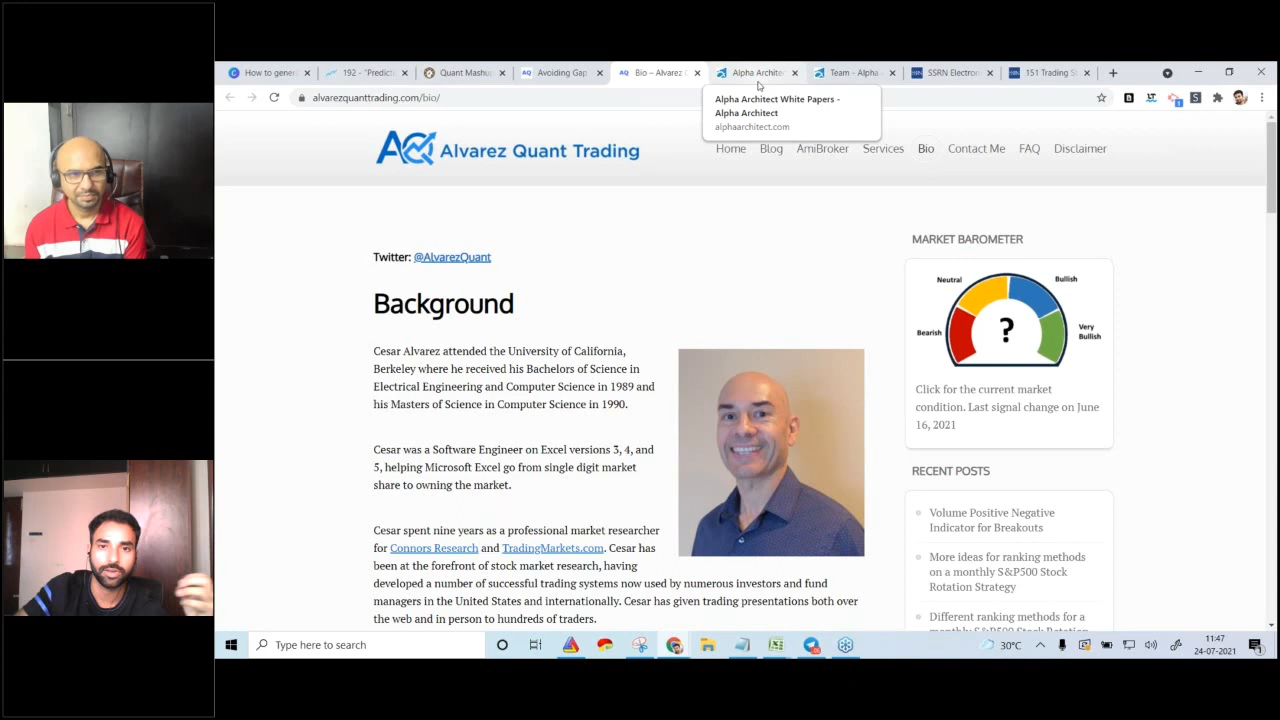 How to gener
192 - "Predicti
Quant Mashup
Avoiding Gap
Bio – Alvarez
Alpha Architec
Team - Alpha
SSRN Electron
151 Trading St
alvarezquanttrading.com/bio/
Alpha Architect White Papers -
Alpha Architect
alphaarchitect.com
AQ Alvarez Quant Trading
Home Blog AmiBroker Services Bio Contact Me FAQ Disclaimer
Twitter: @AlvarezQuant
Background
Cesar Alvarez attended the University of California,
Berkeley where he received his Bachelors of Science in
Electrical Engineering and Computer Science in 1989 and
his Masters of Science in Computer Science in 1990.
Cesar was a Software Engineer on Excel versions 3, 4, and
5, helping Microsoft Excel go from single digit market
share to owning the market.
Cesar spent nine years as a professional market researcher
for Connors Research and TradingMarkets.com. Cesar has
been at the forefront of stock market research, having
developed a number of successful trading systems now used by numerous investors and fund
managers in the United States and internationally. Cesar has given trading presentations both over
the web and in person to hundreds of traders.
MARKET BAROMETER
Neutral
Bullish
Bearish
?
Very
Bullish
Click for the current market
condition. Last signal change on June
16, 2021
RECENT POSTS
Volume Positive Negative
Indicator for Breakouts
More ideas for ranking methods
on a monthly S&P500 Stock
Rotation Strategy
Different ranking methods for a
monthly S&P500 Stock Rotation
Type here to search
30°C
11:47
24-07-2021